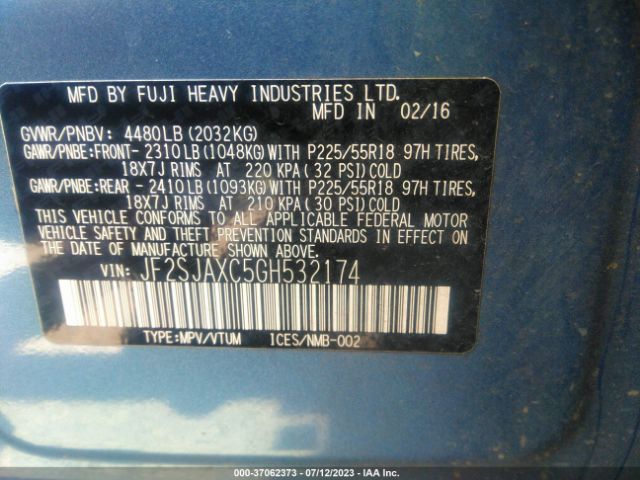 MFD BY FUJI HEAVY INDUSTRIES LTD.
MFD IN 02/16
GVWR/PNBV: 4480LB(2032KG)
GAWR/PNBE:FRONT- 2310LB(1048KG)WITH P225/55R18 97H TIRES,
18X7J RIMS AT 220 KPA( 32 PSI)COLD
GAWR/PNBE:REAR - 2410LB(1093KG)WITH P225/55R18 97H TIRES,
18X7J RIMS AT 210 KPA( 30 PSI)COLD
THIS VEHICLE CONFORMS TO ALL APPLICABLE FEDERAL MOTOR
VEHICLE SAFETY AND THEFT PREVENTION STANDARDS IN EFFECT ON
THE DATE OF MANUFACTURE SHOWN ABOVE.
VIN: JF2SJAXC5GH532174
TYPE:MPV/VTUM ICES/NMB-002
000-37062373 - 07/12/2023 - IAA Inc.